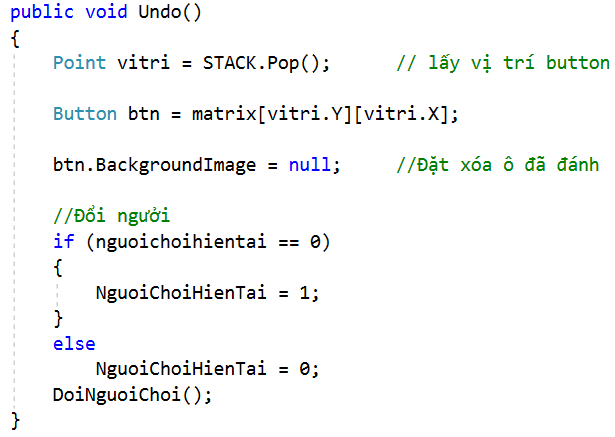 public void Undo()
{
Point vitri = STACK.Pop(); // lấy vị trí button
Button btn = matrix[vitri.Y][vitri.X];
btn.BackgroundImage = null; //Đặt xóa ô đã đánh
//Đổi người
if (nguoichoihientai == 0)
{
NguoiChoiHienTai = 1;
}
else
NguoiChoiHienTai = 0;
DoiNguoiChoi();
}